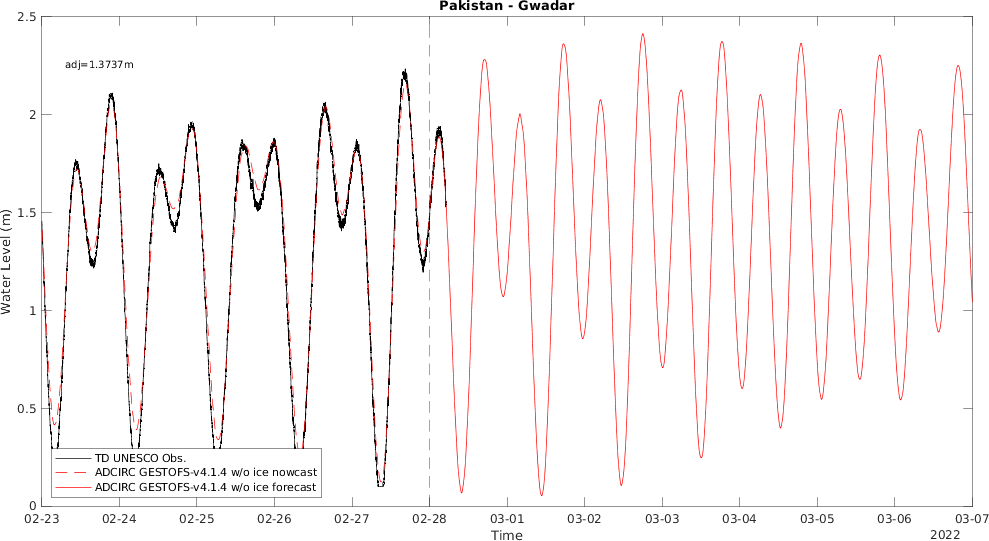 Pakistan - Gwadar
2.5
adj=1.3737m
2
1.5
Water Level (m)
1
0.5
TD UNESCO Obs.
ADCIRC GESTOFS-v4.1.4 w/o ice nowcast
ADCIRC GESTOFS-v4.1.4 w/o ice forecast
0
02-23 02-24 02-25 02-26 02-27 02-28 03-01 03-02 03-03 03-04 03-05 03-06 03-07
Time
2022